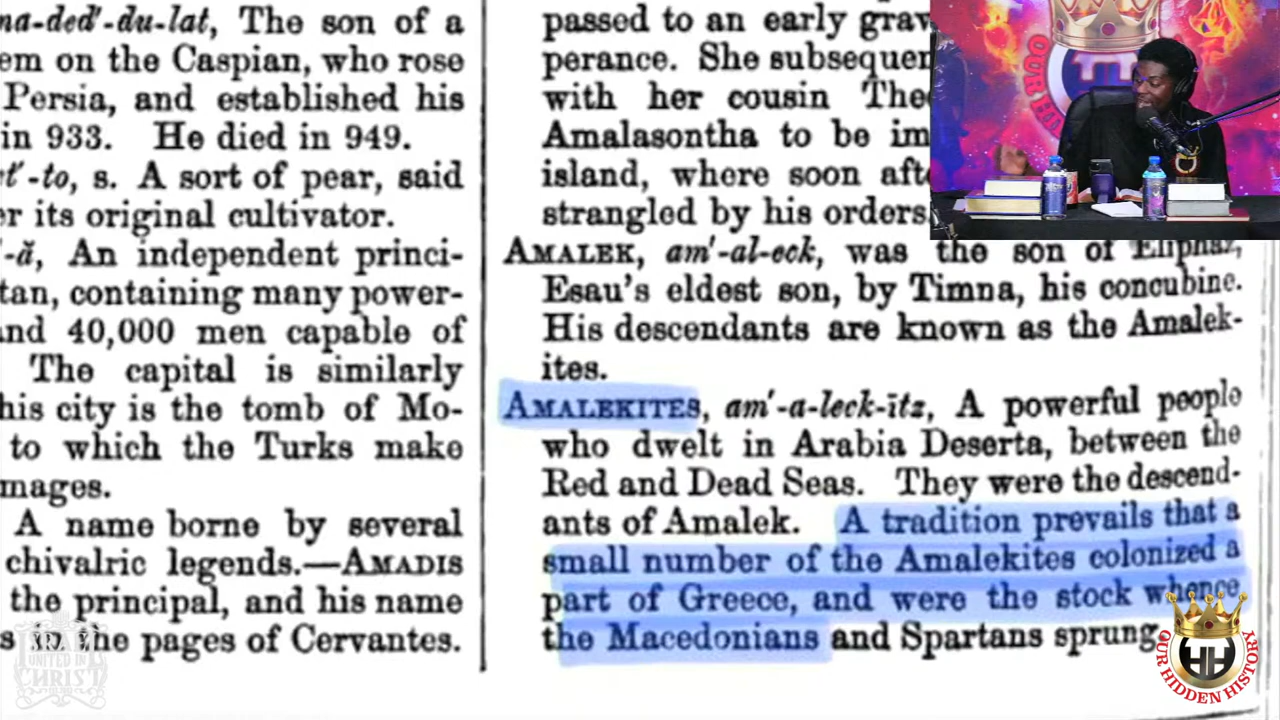 na-ded'-du-lat, The son of a
em on the Caspian, who rose
Persia, and established his
in 933. He died in 949.
t'-to, s. A sort of pear, said
r its original cultivator.
-ă, An independent princi-
tan, containing many power-
nd 40,000 men capable of
The capital is similarly
his city is the tomb of Mo-
to which the Turks make
mages.
A name borne by several
chivalric legends.—AMADIS
the principal, and his name
s in the pages of Cervantes.
passed to an early grav
perance. She subsequen
with her cousin Theo
Amalasontha to be im
island, where soon afte
strangled by his orders.
AMALEK, am'-al-eck, was the son of Eliphaz,
Esau's eldest son, by Timna, his concubine.
His descendants are known as the Amalek-
ites.
AMALEKITES, am'-a-leck-ītz, A powerful people
who dwelt in Arabia Deserta, between the
Red and Dead Seas. They were the descend-
ants of Amalek. A tradition prevails that a
small number of the Amalekites colonized a
part of Greece, and were the stock whence
the Macedonians and Spartans sprung.
OUR HIDDEN HISTORY
HH
UNITED IN
CHRIST
OUR HI